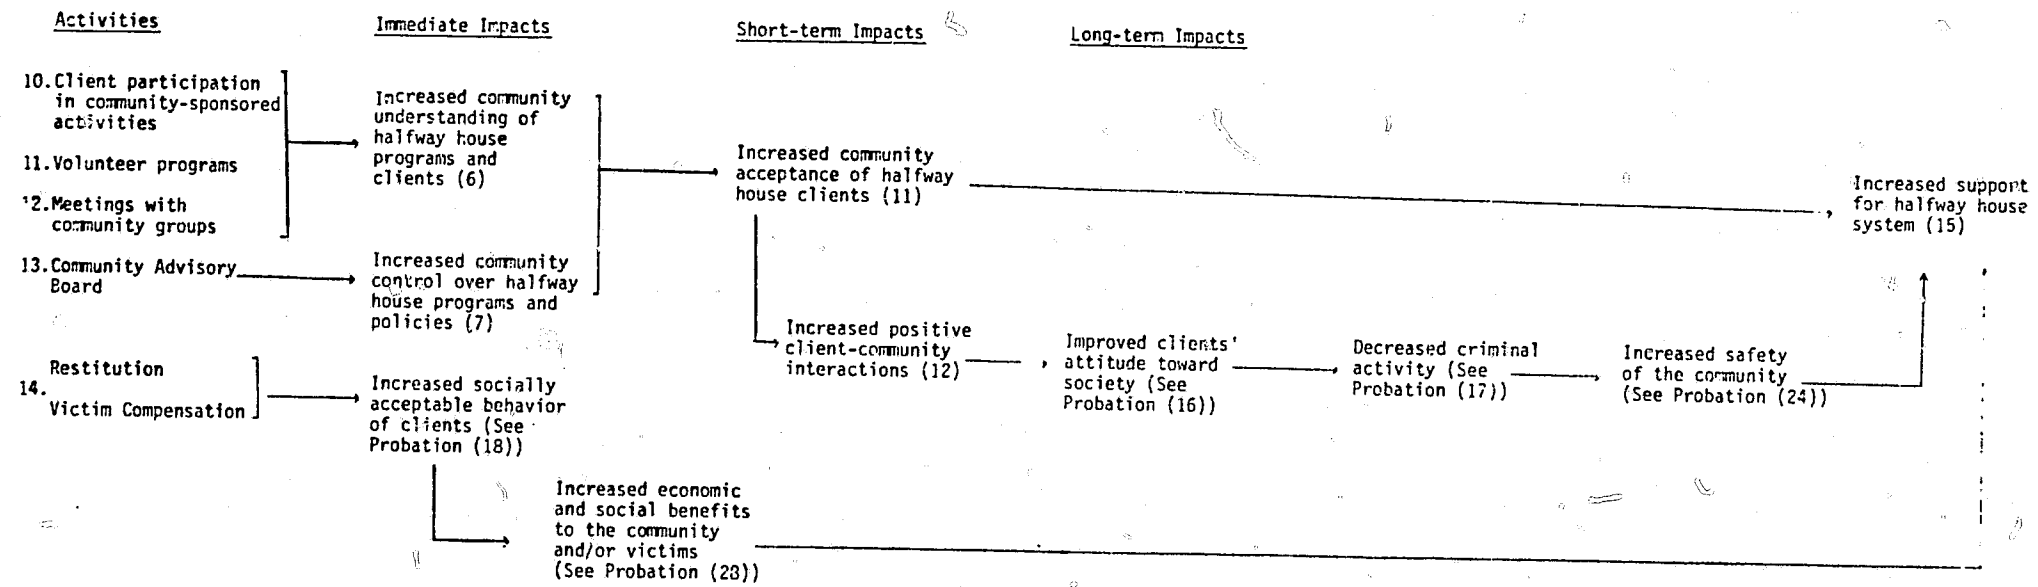 Activities
Immediate Impacts
Short-term Impacts
Long-term Impacts
10.Client participation
in community-sponsored
activities
11.Volunteer programs
12.Meetings with
community groups
13.Community Advisory
Board
14.
Restitution
Victim Compensation
Increased community
understanding of
halfway house
programs and
clients (6)
Increased community
control over halfway
house programs and
policies (7)
Increased socially
acceptable behavior
of clients (See
Probation (18))
Increased economic
and social benefits
to the community
and/or victims
(See Probation (23))
Increased community
acceptance of halfway
house clients (11)
Increased positive
client-community
interactions (12)
Improved clients'
attitude toward
society (See
Probation (16))
Decreased criminal
activity (See
Probation (17))
Increased safety
of the community
(See Probation (24))
Increased support
for halfway house
system (15)